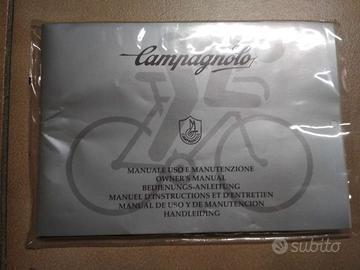 Campagnolo
MANUALE USO E MANUTENZIONE
OWNER'S MANUAL
BEDIENUNGS-ANLEITUNG
MANUEL D'INSTRUCTIONS ET D'ENTRETIEN
MANUAL DE USO Y DE MANUTENCION
HANDLEIDING
subito